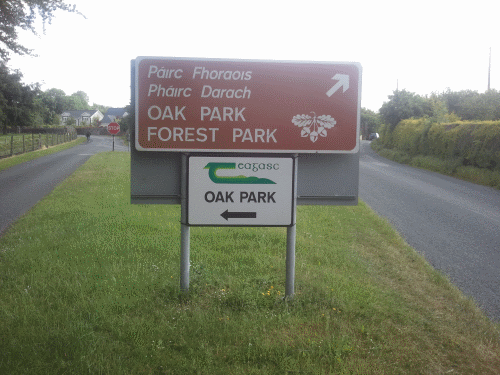 Páirc Fhoraois
Pháirc Darach
OAK PARK
FOREST PARK
teagasc
OAK PARK